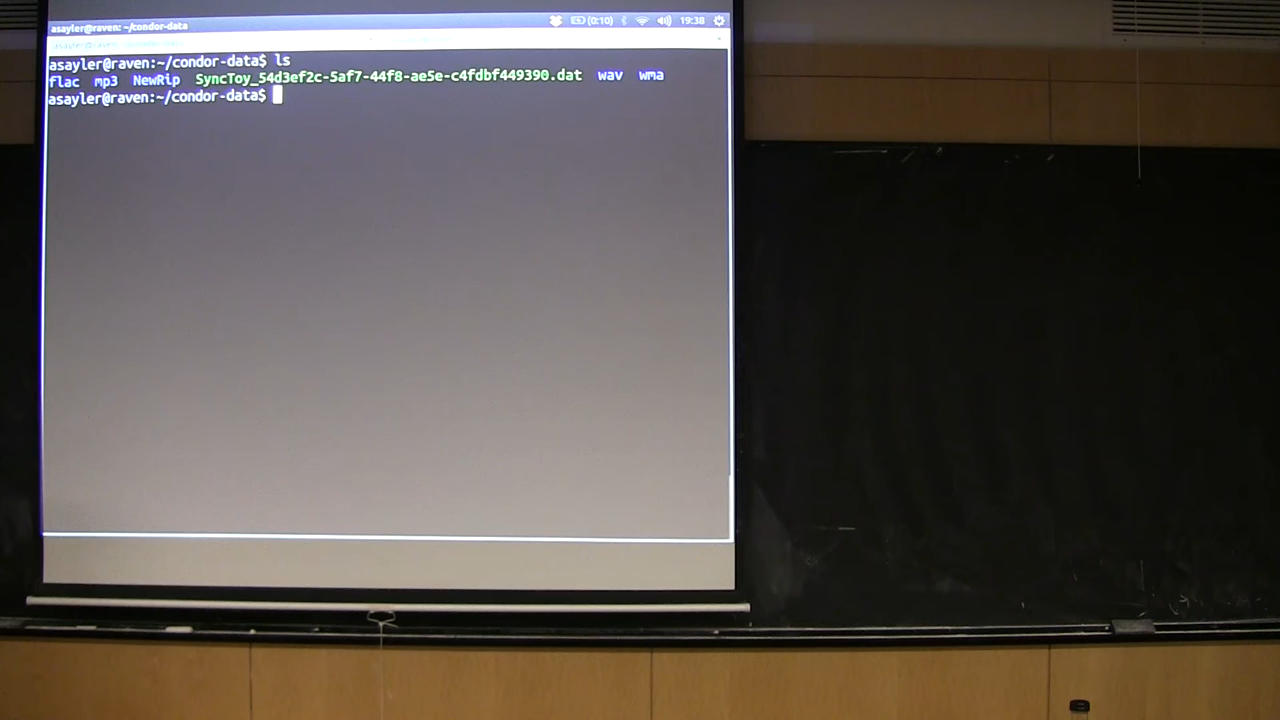 asayler@raven: ~/condor-data
(0:10) 19:38
asayler@raven:~/condor-data$ ls
flac mp3 NewRip SyncToy_54d3ef2c-5af7-44f8-ae5e-c4fdbf449390.dat wav wma
asayler@raven:~/condor-data$